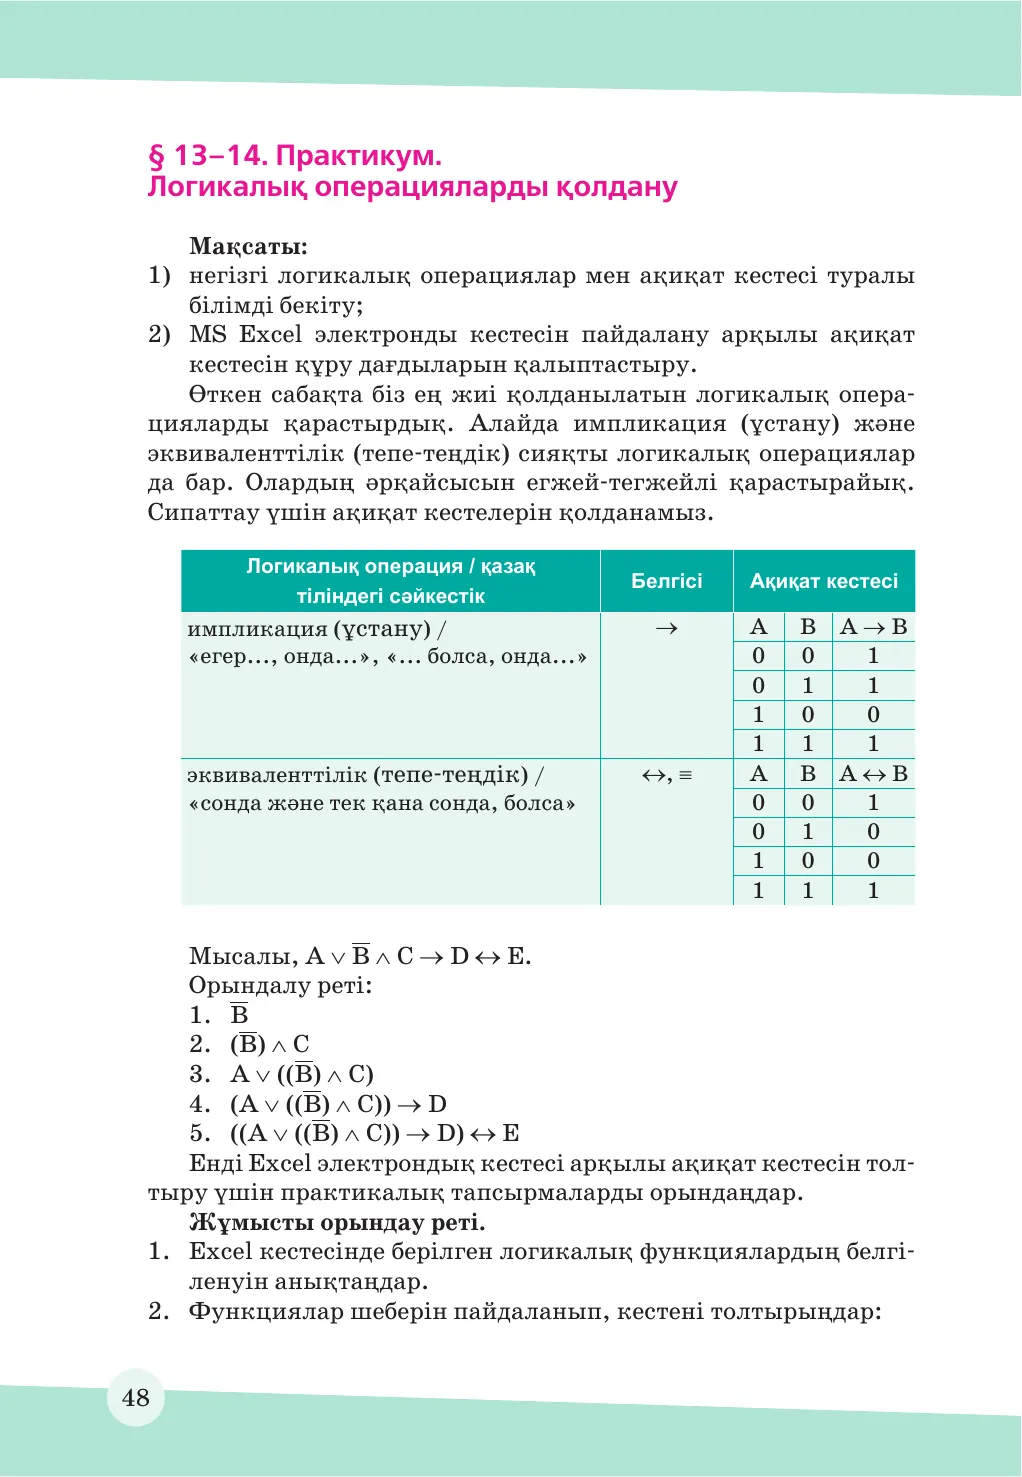 § 13–14. Практикум.
Логикалық операцияларды қолдану
Мақсаты:
1) негізгі логикалық операциялар мен ақиқат кестесі туралы
білімді бекіту;
2) MS Excel электронды кестесін пайдалану арқылы ақиқат
кестесін құру дағдыларын қалыптастыру.
Өткен сабақта біз ең жиі қолданылатын логикалық опера-
цияларды қарастырдық. Алайда импликация (ұстану) және
эквиваленттілік (тепе-теңдік) сияқты логикалық операциялар
да бар. Олардың әрқайсысын егжей-тегжейлі қарастырайық.
Сипаттау үшін ақиқат кестелерін қолданамыз.
Логикалық операция / қазақ
тіліндегі сәйкестік
Белгісі
Ақиқат кестесі
импликация (ұстану) /
«егер..., онда...», «... болса, онда...»
→
A B A → B
0 0 1
0 1 1
1 0 0
1 1 1
эквиваленттілік (тепе-теңдік) /
«сонда және тек қана сонда, болса»
↔, ≡
A B A ↔ B
0 0 1
0 1 0
1 0 0
1 1 1
Мысалы, A ∨ B̅ ∧ C → D ↔ E.
Орындалу реті:
1. B̅
2. (B̅) ∧ C
3. A ∨ ((B̅) ∧ C)
4. (A ∨ ((B̅) ∧ C)) → D
5. ((A ∨ ((B̅) ∧ C)) → D) ↔ E
Енді Excel электрондық кестесі арқылы ақиқат кестесін тол-
тыру үшін практикалық тапсырмаларды орындаңдар.
Жұмысты орындау реті.
1. Excel кестесінде берілген логикалық функциялардың белгі-
ленуін анықтаңдар.
2. Функциялар шеберін пайдаланып, кестені толтырыңдар:
48